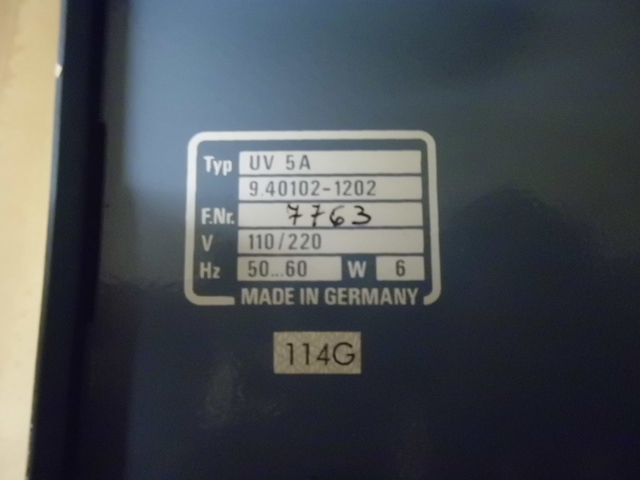 Typ UV 5A
9.40102-1202
F.Nr. 7763
V 110/220
Hz 50...60 W 6
MADE IN GERMANY
114G